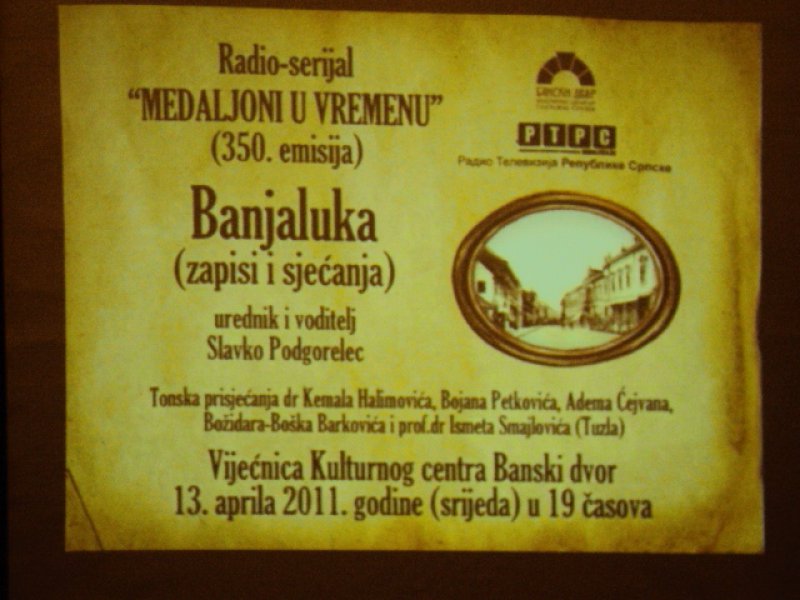 Radio-serijal
“MEDALJONI U VREMENU”
(350. emisija)
БАНСКИ ДВОР
РТРС
Радио Телевизија Републике Српске
Banjaluka
(zapisi i sjećanja)
urednik i voditelj
Slavko Podgorelec
Tonska prisjećanja dr Kemala Halimovića, Bojana Petkovića, Adema Ćejvana,
Božidara-Boška Barkovića i prof.dr Ismeta Smajlovića (Tuzla)
Vijećnica Kulturnog centra Banski dvor
13. aprila 2011. godine (srijeda) u 19 časova